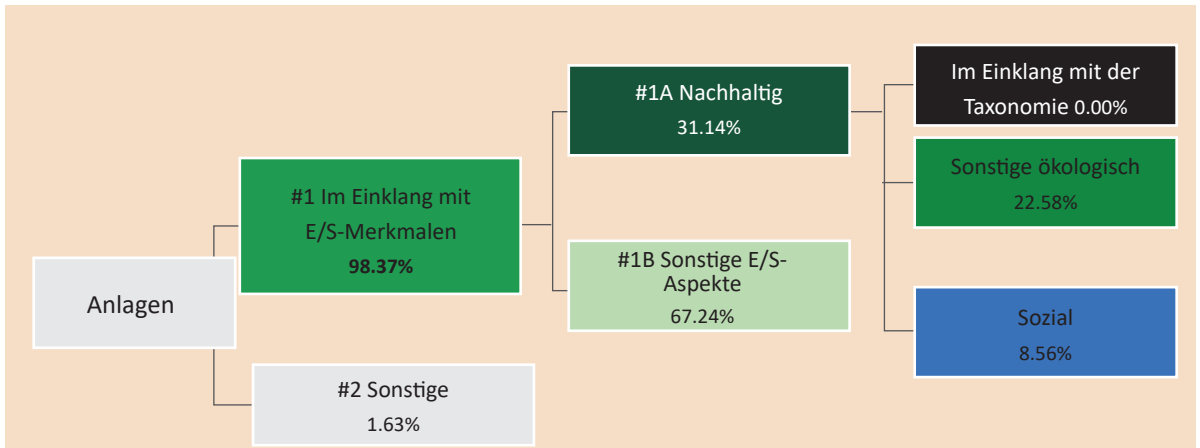 Anlagen
#1 Im Einklang mit
E/S-Merkmalen
98.37%
#2 Sonstige
1.63%
#1A Nachhaltig
31.14%
#1B Sonstige E/S-
Aspekte
67.24%
Im Einklang mit der
Taxonomie 0.00%
Sonstige ökologisch
22.58%
Sozial
8.56%